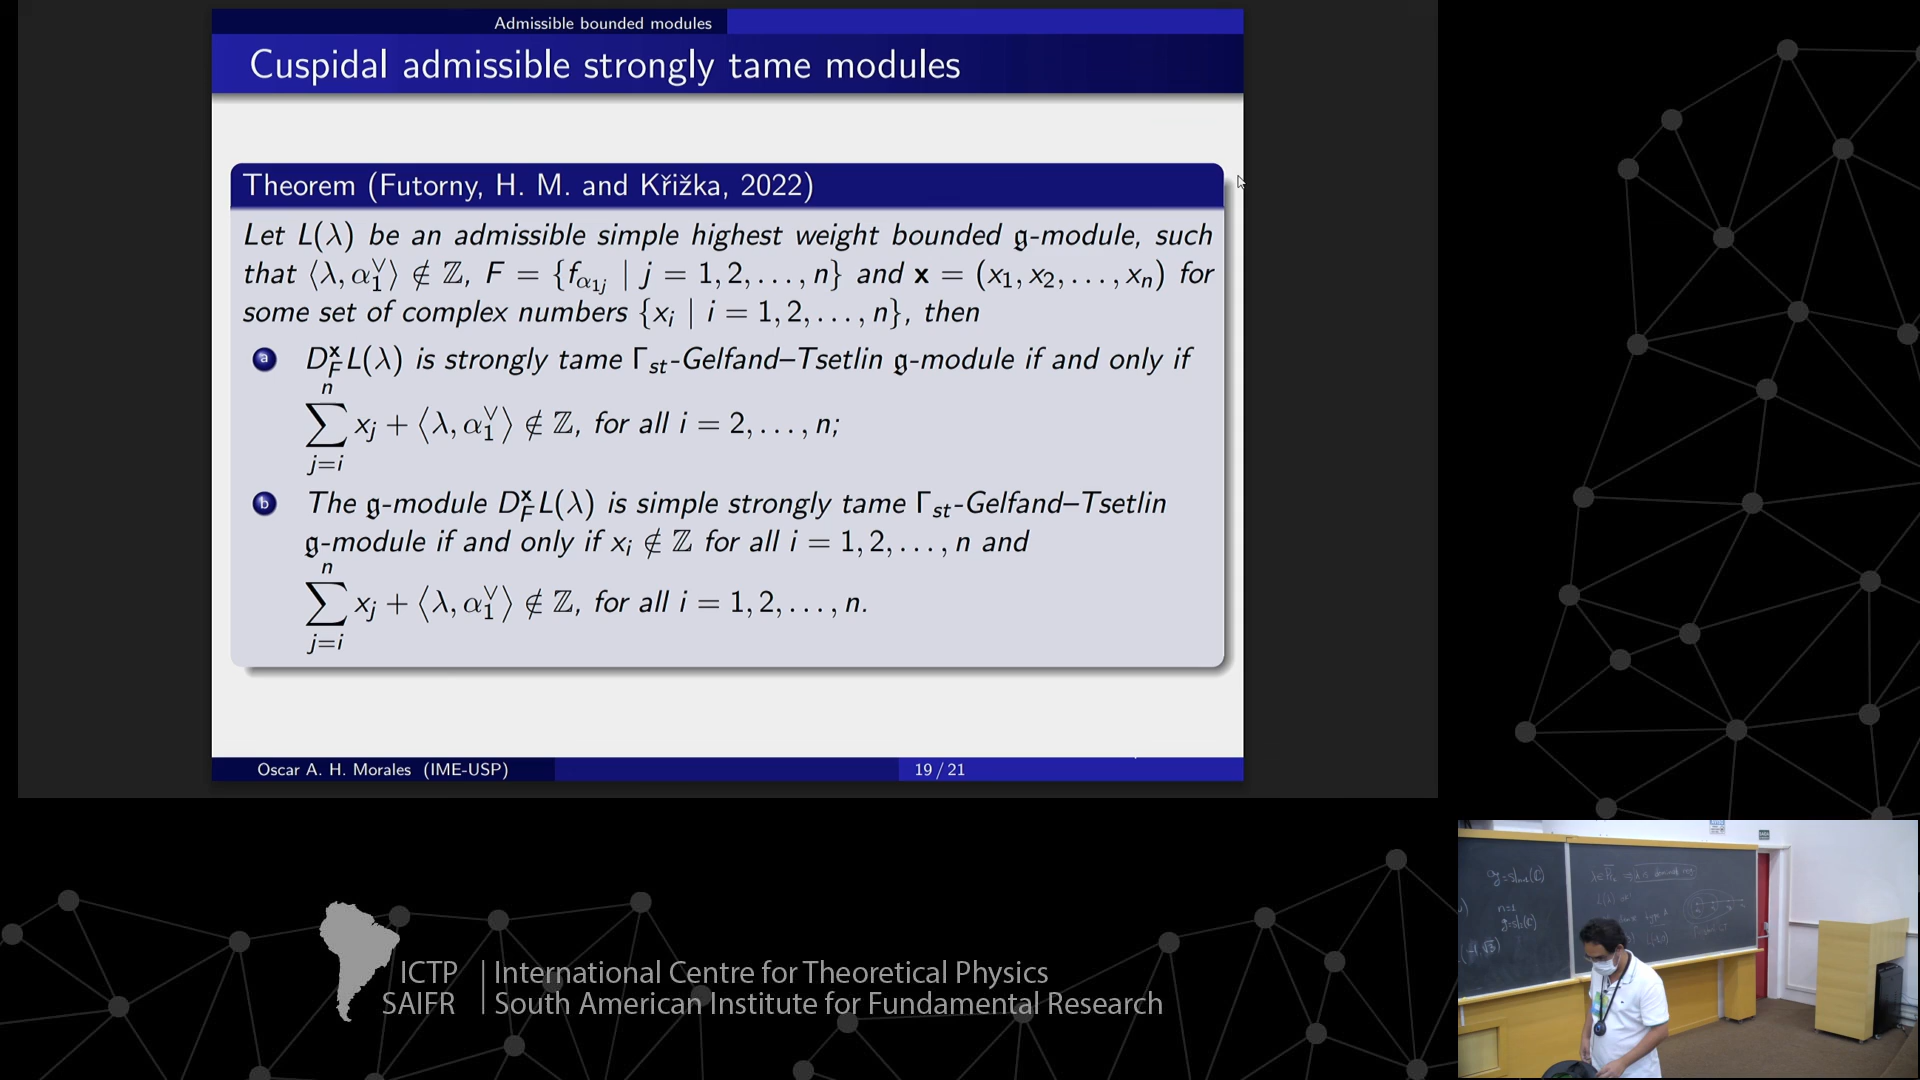 Admissible bounded modules
Cuspidal admissible strongly tame modules
Theorem (Futorny, H. M. and Křižka, 2022)
Let L(λ) be an admissible simple highest weight bounded 𝔤-module, such
that ⟨λ, α₁^∨⟩ ∉ ℤ, F = {f_{α_{1j}} | j = 1, 2, . . . , n} and 𝐱 = (x₁, x₂, . . . , xₙ) for
some set of complex numbers {xᵢ | i = 1, 2, . . . , n}, then
a D_F^𝐱 L(λ) is strongly tame Γ_st-Gelfand–Tsetlin 𝔤-module if and only if
∑_{j=i}^{n} x_j + ⟨λ, α₁^∨⟩ ∉ ℤ, for all i = 2, . . . , n;
b The 𝔤-module D_F^𝐱 L(λ) is simple strongly tame Γ_st-Gelfand–Tsetlin
𝔤-module if and only if xᵢ ∉ ℤ for all i = 1, 2, . . . , n and
∑_{j=i}^{n} x_j + ⟨λ, α₁^∨⟩ ∉ ℤ, for all i = 1, 2, . . . , n.
Oscar A. H. Morales (IME-USP)
19 / 21
ICTP
SAIFR
International Centre for Theoretical Physics
South American Institute for Fundamental Research